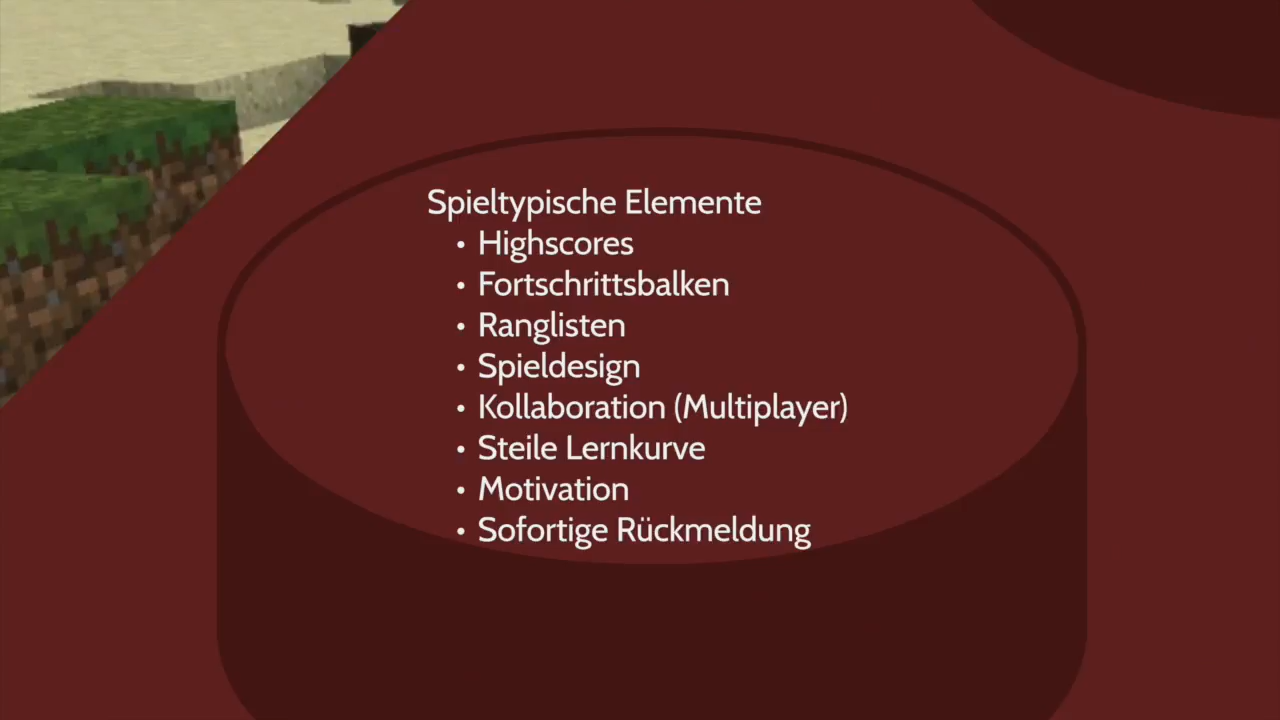 Spieltypische Elemente
• Highscores
• Fortschrittsbalken
• Ranglisten
• Spieldesign
• Kollaboration (Multiplayer)
• Steile Lernkurve
• Motivation
• Sofortige Rückmeldung